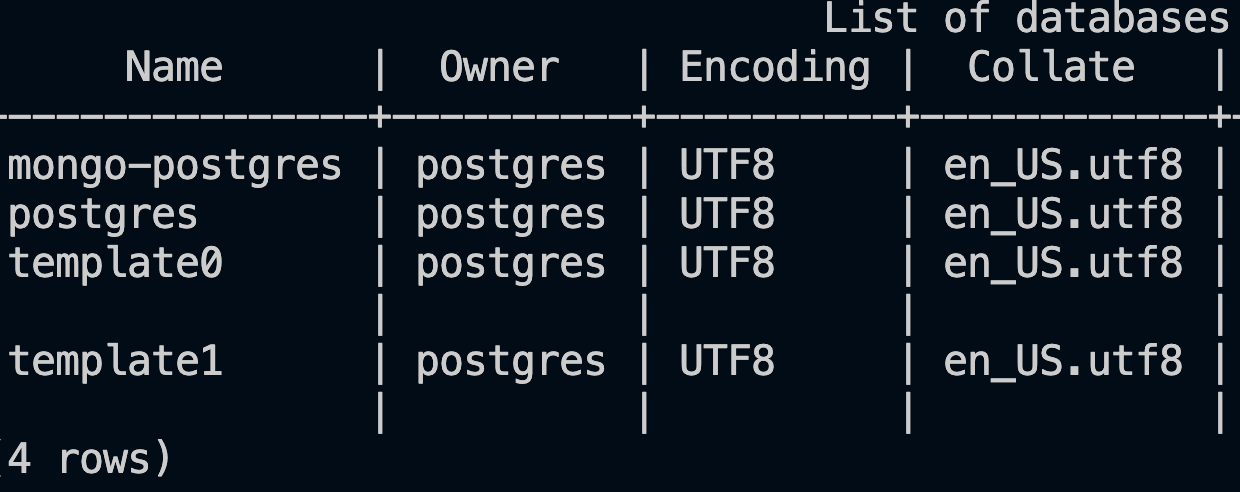 List of databases
Name | Owner | Encoding | Collate |
-----------------+----------+----------+------------+-
mongo-postgres | postgres | UTF8 | en_US.utf8 |
postgres | postgres | UTF8 | en_US.utf8 |
template0 | postgres | UTF8 | en_US.utf8 |
| | | |
template1 | postgres | UTF8 | en_US.utf8 |
| | | |
(4 rows)